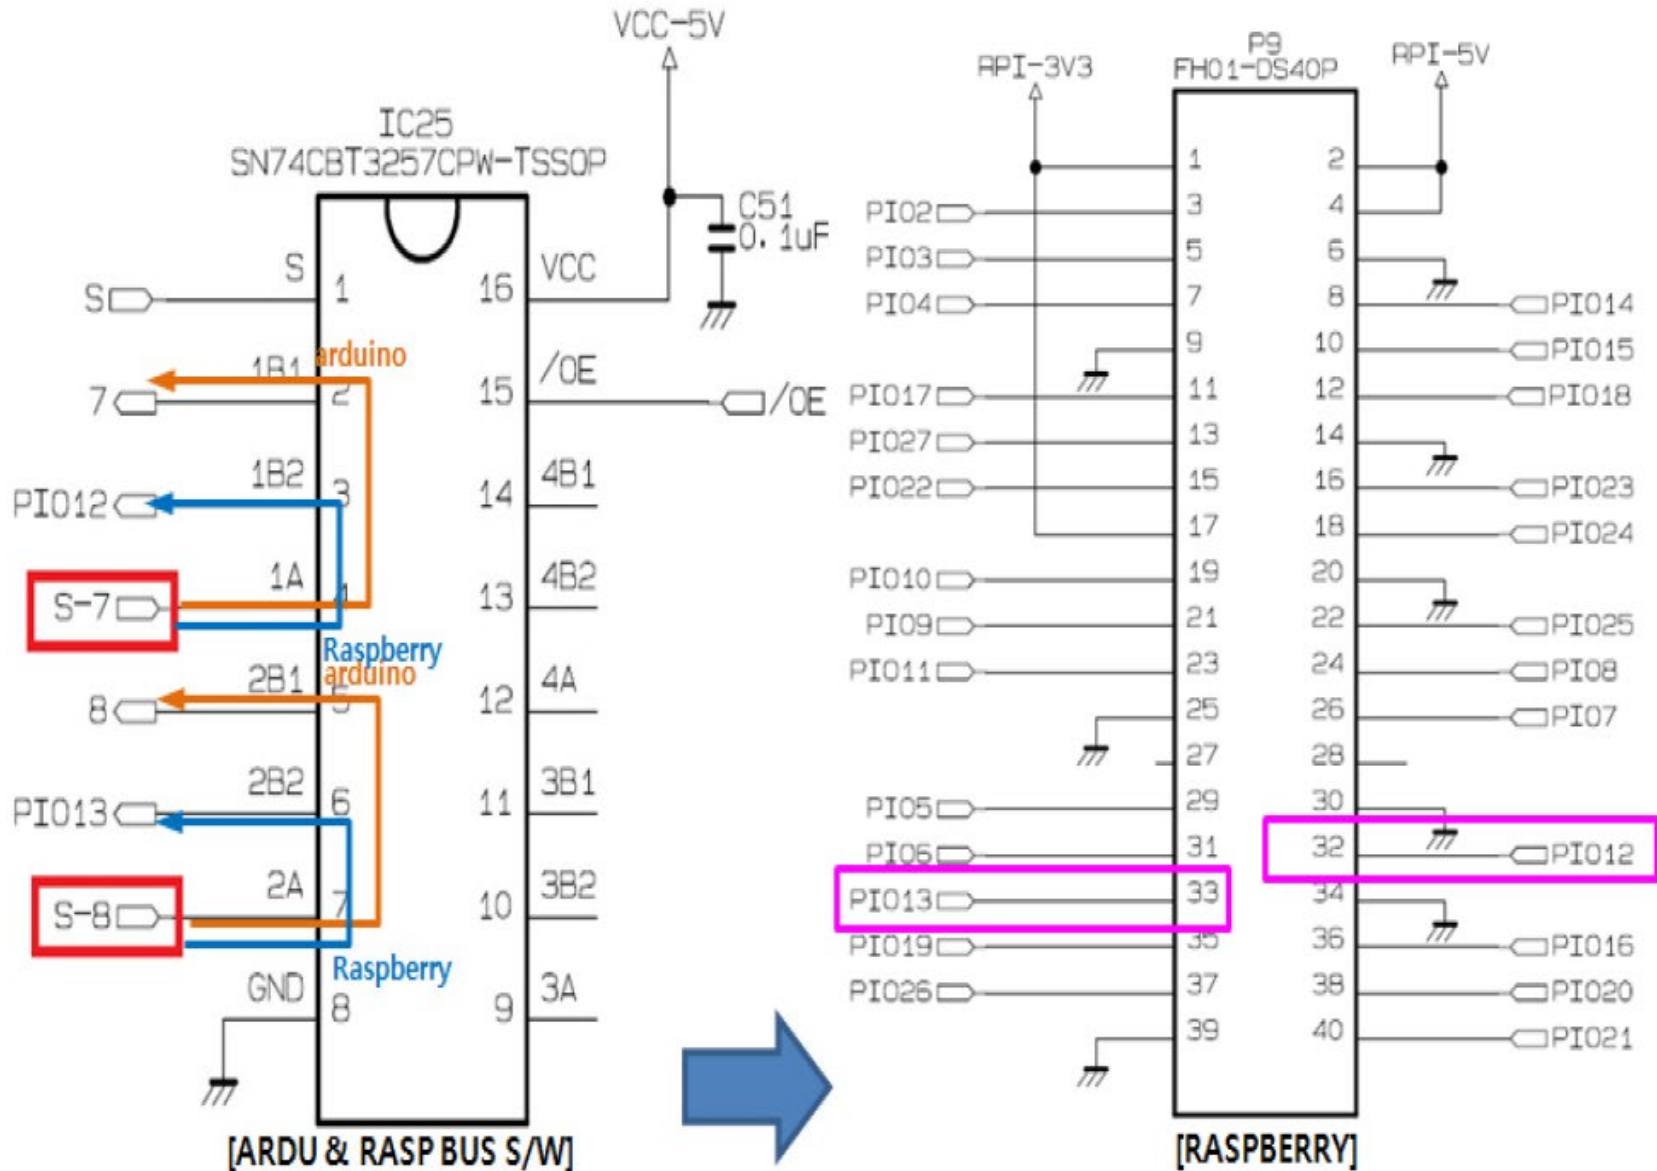 VCC-5V
IC25
SN74CBT3257CPW-TSSOP
C51
0.1uF
S
S
1
16
VCC
arduino
7
1B1
2
15
/OE
/OE
PIO12
1B2
3
14
4B1
S-7
1A
4
13
4B2
Raspberry
arduino
8
2B1
5
12
4A
PIO13
2B2
6
11
3B1
S-8
2A
7
10
3B2
Raspberry
GND
8
9
3A
[ARDU & RASP BUS S/W]
P9
FH01-DS40P
RPI-3V3
RPI-5V
1 2
PIO2 3 4
PIO3 5 6
PIO4 7 8 PIO14
9 10 PIO15
PIO17 11 12 PIO18
PIO27 13 14
PIO22 15 16 PIO23
17 18 PIO24
PIO10 19 20
PIO9 21 22 PIO25
PIO11 23 24 PIO8
25 26 PIO7
27 28
PIO5 29 30
PIO6 31 32 PIO12
PIO13 33 34
PIO19 35 36 PIO16
PIO26 37 38 PIO20
39 40 PIO21
[RASPBERRY]